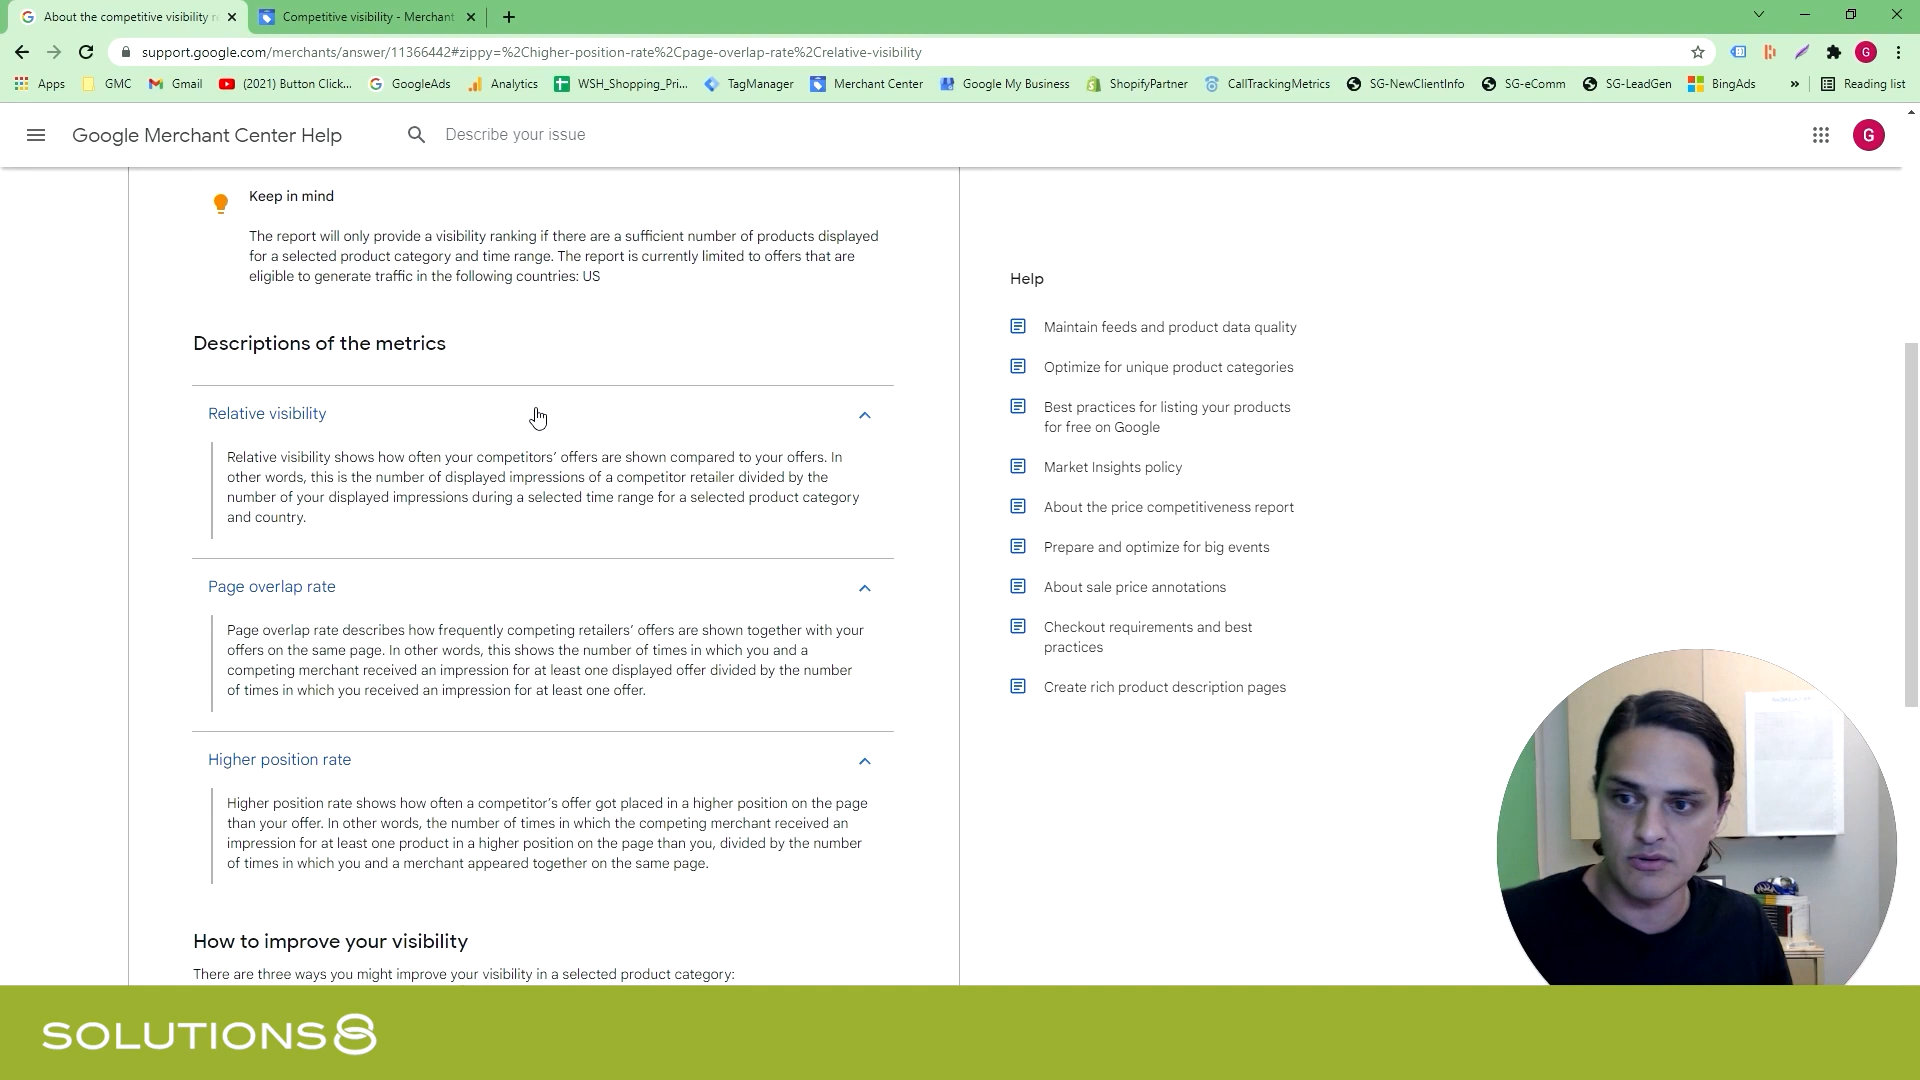 About the competitive visibility r
Competitive visibility - Merchant
support.google.com/merchants/answer/11366442#zippy=%2Chigher-position-rate%2Cpage-overlap-rate%2Crelative-visibility
G
Apps
GMC
Gmail
(2021) Button Click...
GoogleAds
Analytics
WSH_Shopping_Pri...
TagManager
Merchant Center
Google My Business
ShopifyPartner
CallTrackingMetrics
SG-NewClientInfo
SG-eComm
SG-LeadGen
BingAds
»
Reading list
Google Merchant Center Help
Describe your issue
G
Keep in mind
The report will only provide a visibility ranking if there are a sufficient number of products displayed
for a selected product category and time range. The report is currently limited to offers that are
eligible to generate traffic in the following countries: US
Descriptions of the metrics
Relative visibility
Relative visibility shows how often your competitors' offers are shown compared to your offers. In
other words, this is the number of displayed impressions of a competitor retailer divided by the
number of your displayed impressions during a selected time range for a selected product category
and country.
Page overlap rate
Page overlap rate describes how frequently competing retailers' offers are shown together with your
offers on the same page. In other words, this shows the number of times in which you and a
competing merchant received an impression for at least one displayed offer divided by the number
of times in which you received an impression for at least one offer.
Higher position rate
Higher position rate shows how often a competitor's offer got placed in a higher position on the page
than your offer. In other words, the number of times in which the competing merchant received an
impression for at least one product in a higher position on the page than you, divided by the number
of times in which you and a merchant appeared together on the same page.
How to improve your visibility
There are three ways you might improve your visibility in a selected product category:
Help
Maintain feeds and product data quality
Optimize for unique product categories
Best practices for listing your products
for free on Google
Market Insights policy
About the price competitiveness report
Prepare and optimize for big events
About sale price annotations
Checkout requirements and best
practices
Create rich product description pages
SOLUTIONS8